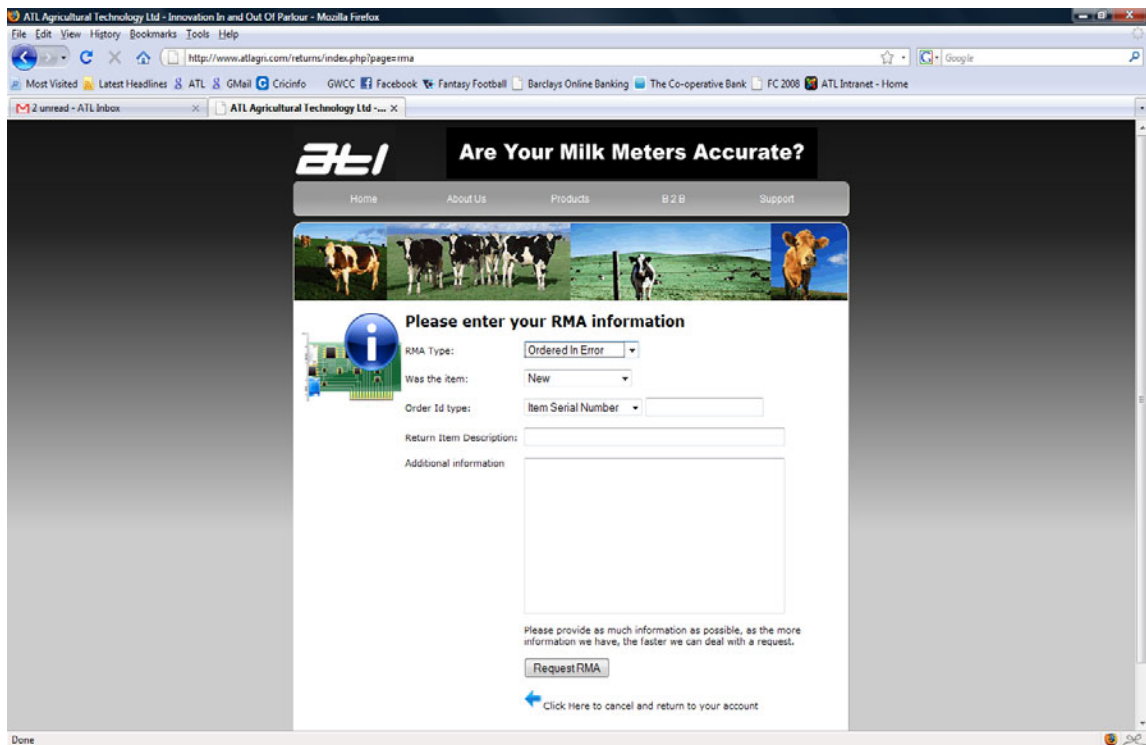 ATL Agricultural Technology Ltd - Innovation In and Out Of Parlour - Mozilla Firefox
File Edit View History Bookmarks Tools Help
http://www.atlagri.com/returns/index.php?page=rma
G Google
Most Visited Latest Headlines ATL GMail Cricinfo GWCC Facebook Fantasy Football Barclays Online Banking The Co-operative Bank FC 2008 ATL Intranet - Home
2 unread - ATL Inbox
ATL Agricultural Technology Ltd -...
atl
Are Your Milk Meters Accurate?
Home About Us Products B 2 B Support
Please enter your RMA information
RMA Type: Ordered In Error
Was the item: New
Order Id type: Item Serial Number
Return Item Description:
Additional information
Please provide as much information as possible, as the more
information we have, the faster we can deal with a request.
Request RMA
Click Here to cancel and return to your account
Done